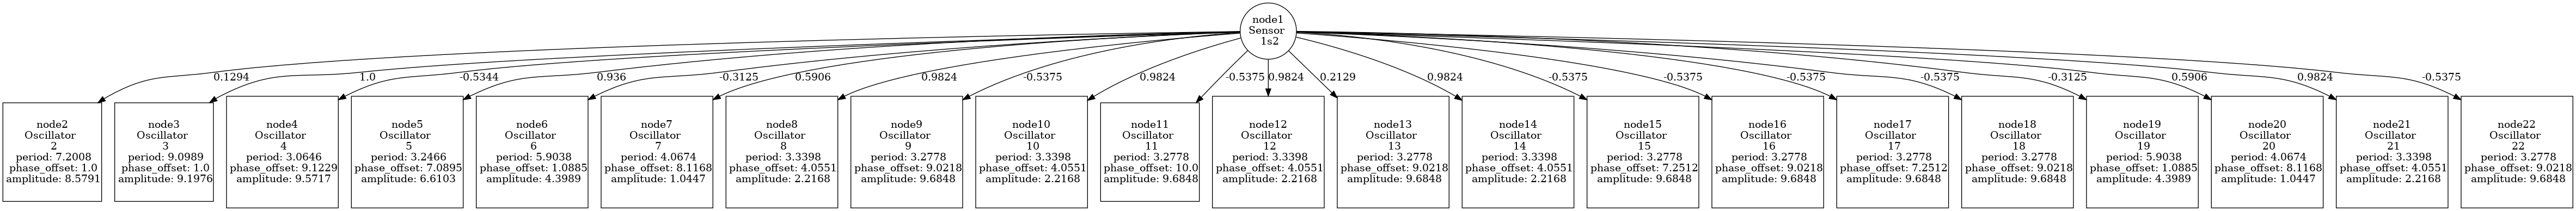 node1
Sensor
1s2
0.1294
1.0
-0.5344
0.936
-0.3125
0.5906
0.9824
-0.5375
0.9824
-0.5375
0.9824
0.2129
0.9824
-0.5375
-0.5375
-0.5375
-0.5375
-0.3125
0.5906
0.9824
-0.5375
node2
Oscillator
2
period: 7.2008
phase_offset: 1.0
amplitude: 8.5791
node3
Oscillator
3
period: 9.0989
phase_offset: 1.0
amplitude: 9.1976
node4
Oscillator
4
period: 3.0646
phase_offset: 9.1229
amplitude: 9.5717
node5
Oscillator
5
period: 3.2466
phase_offset: 7.0895
amplitude: 6.6103
node6
Oscillator
6
period: 5.9038
phase_offset: 1.0885
amplitude: 4.3989
node7
Oscillator
7
period: 4.0674
phase_offset: 8.1168
amplitude: 1.0447
node8
Oscillator
8
period: 3.3398
phase_offset: 4.0551
amplitude: 2.2168
node9
Oscillator
9
period: 3.2778
phase_offset: 9.0218
amplitude: 9.6848
node10
Oscillator
10
period: 3.3398
phase_offset: 4.0551
amplitude: 2.2168
node11
Oscillator
11
period: 3.2778
phase_offset: 10.0
amplitude: 9.6848
node12
Oscillator
12
period: 3.3398
phase_offset: 4.0551
amplitude: 2.2168
node13
Oscillator
13
period: 3.2778
phase_offset: 9.0218
amplitude: 9.6848
node14
Oscillator
14
period: 3.3398
phase_offset: 4.0551
amplitude: 2.2168
node15
Oscillator
15
period: 3.2778
phase_offset: 7.2512
amplitude: 9.6848
node16
Oscillator
16
period: 3.2778
phase_offset: 9.0218
amplitude: 9.6848
node17
Oscillator
17
period: 3.2778
phase_offset: 7.2512
amplitude: 9.6848
node18
Oscillator
18
period: 3.2778
phase_offset: 9.0218
amplitude: 9.6848
node19
Oscillator
19
period: 5.9038
phase_offset: 1.0885
amplitude: 4.3989
node20
Oscillator
20
period: 4.0674
phase_offset: 8.1168
amplitude: 1.0447
node21
Oscillator
21
period: 3.3398
phase_offset: 4.0551
amplitude: 2.2168
node22
Oscillator
22
period: 3.2778
phase_offset: 9.0218
amplitude: 9.6848